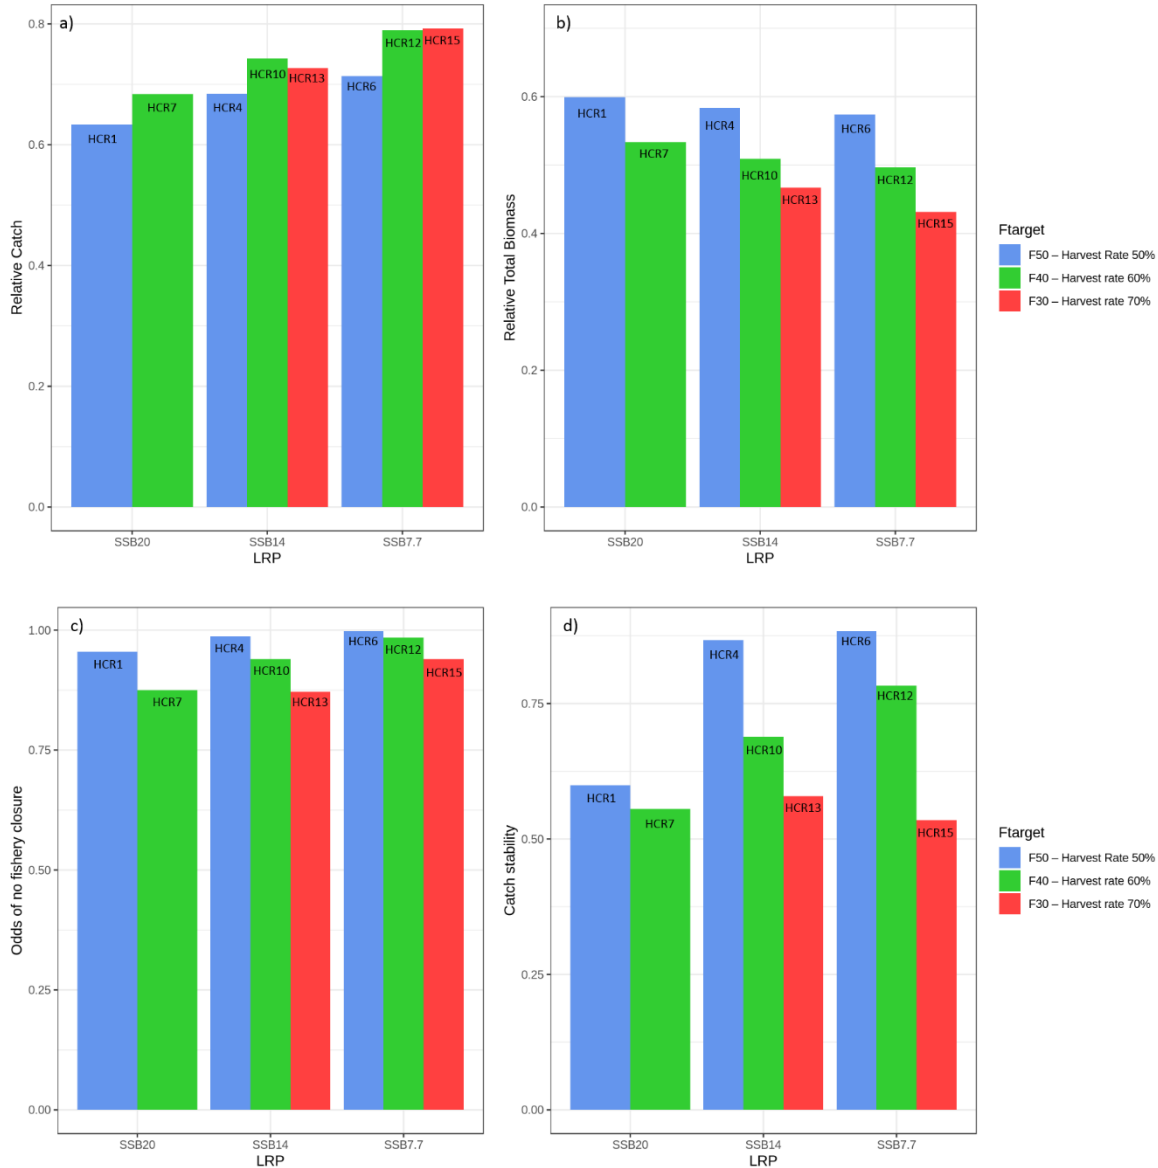 a)
0.8
0.6
0.4
0.2
0.0
Relative Catch
HCR1
HCR7
HCR4
HCR10
HCR13
HCR6
HCR12
HCR15
SSB20
SSB14
SSB7.7
LRP
b)
0.6
0.4
0.2
0.0
Relative Total Biomass
HCR1
HCR7
HCR4
HCR10
HCR13
HCR6
HCR12
HCR15
SSB20
SSB14
SSB7.7
LRP
Ftarget
F50 – Harvest Rate 50%
F40 – Harvest rate 60%
F30 – Harvest rate 70%
c)
1.00
0.75
0.50
0.25
0.00
Odds of no fishery closure
HCR1
HCR7
HCR4
HCR10
HCR13
HCR6
HCR12
HCR15
SSB20
SSB14
SSB7.7
LRP
d)
0.75
0.50
0.25
0.00
Catch stability
HCR1
HCR7
HCR4
HCR10
HCR13
HCR6
HCR12
HCR15
SSB20
SSB14
SSB7.7
LRP
Ftarget
F50 – Harvest Rate 50%
F40 – Harvest rate 60%
F30 – Harvest rate 70%